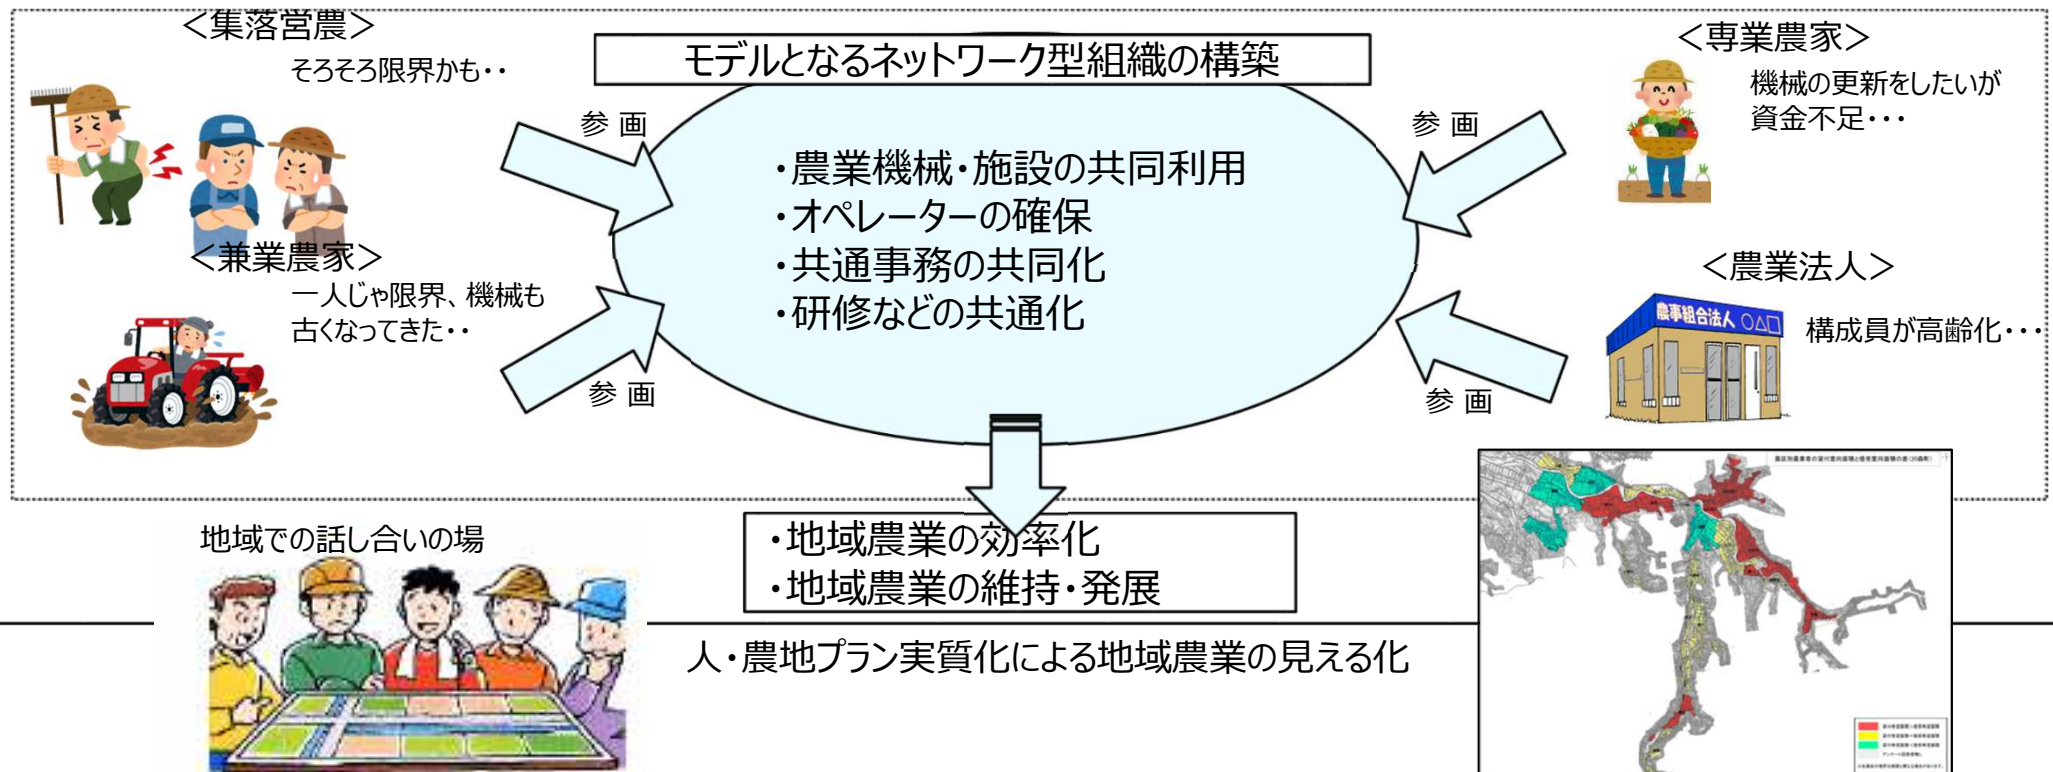 ＜集落営農＞
そろそろ限界かも・・
モデルとなるネットワーク型組織の構築
＜専業農家＞
機械の更新をしたいが
資金不足・・・
参 画
参 画
・農業機械・施設の共同利用
・オペレーターの確保
・共通事務の共同化
・研修などの共通化
＜兼業農家＞
一人じゃ限界、機械も
古くなってきた・・
＜農業法人＞
農事組合法人 ○△□
構成員が高齢化・・・
参 画
参 画
地域での話し合いの場
・地域農業の効率化
・地域農業の維持・発展
人・農地プラン実質化による地域農業の見える化